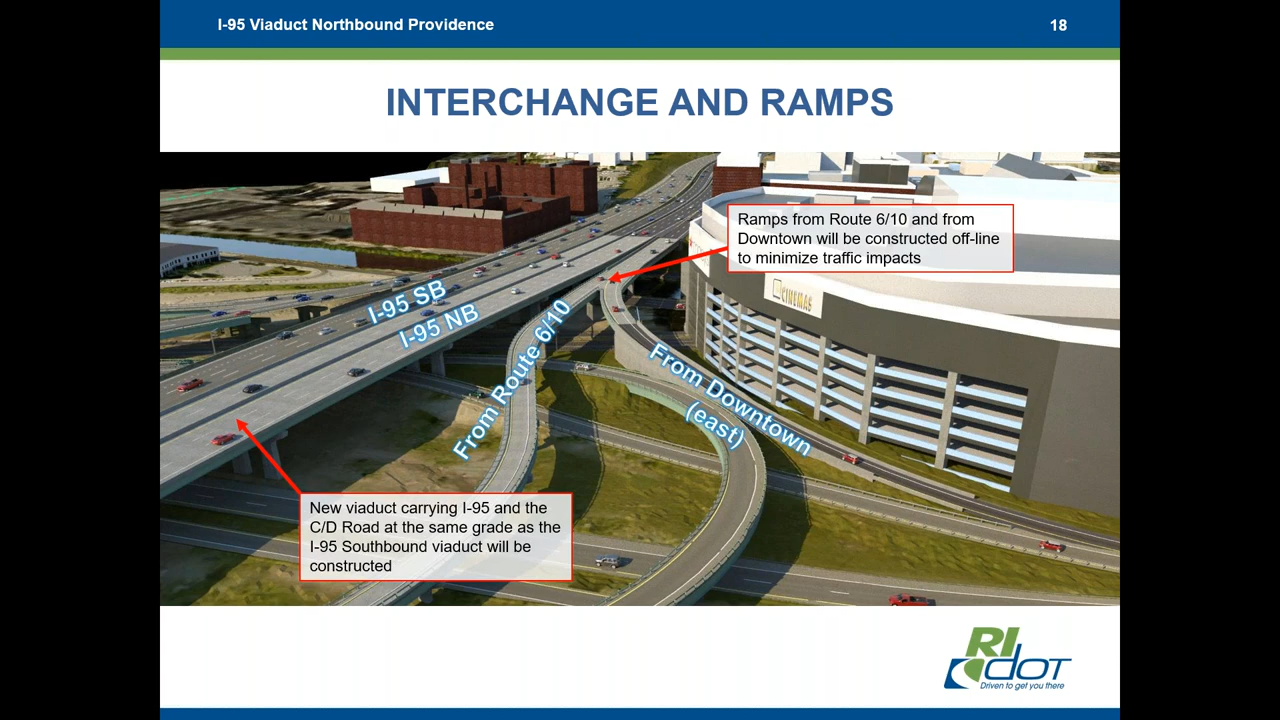 I-95 Viaduct Northbound Providence
18
INTERCHANGE AND RAMPS
Ramps from Route 6/10 and from
Downtown will be constructed off-line
to minimize traffic impacts
CINEMAS
I-95 SB
I-95 NB
From Route 6/10
From Downtown
(east)
New viaduct carrying I-95 and the
C/D Road at the same grade as the
I-95 Southbound viaduct will be
constructed
RI
DOT
Driven to get you there